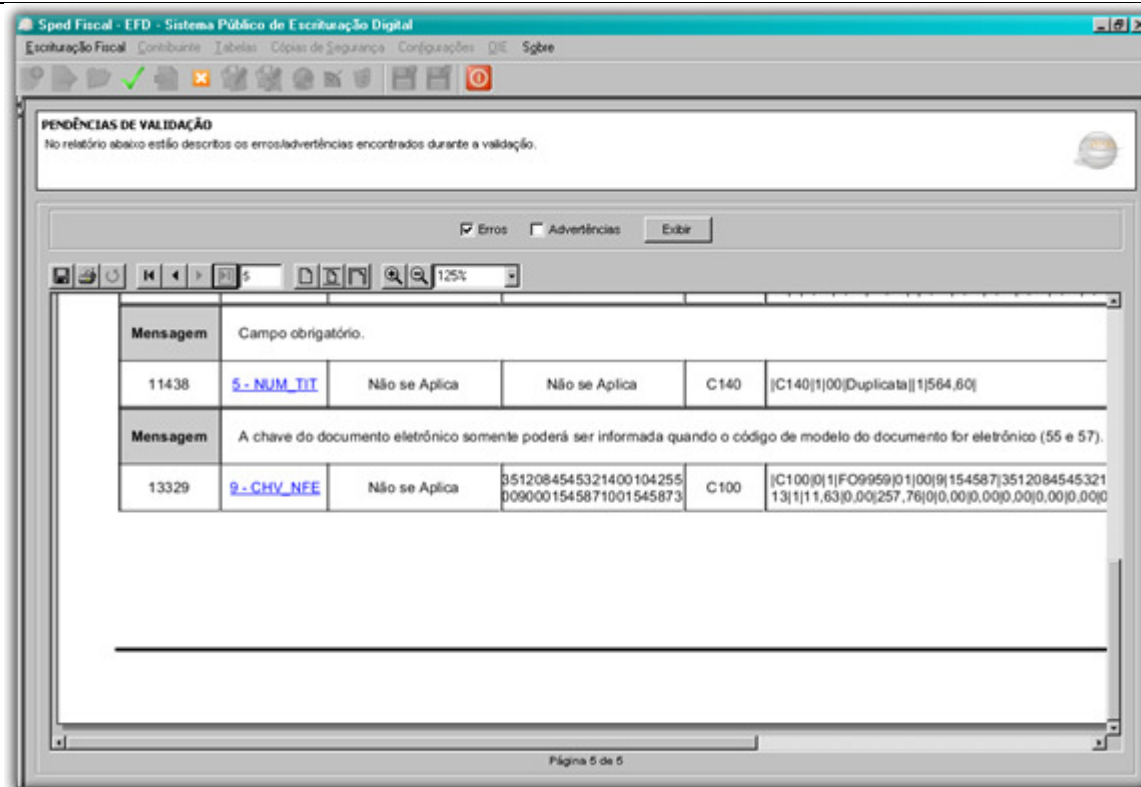 Sped Fiscal - EFD - Sistema Público de Escrituração Digital
Escrituração Fiscal Contribuinte Tabelas Cópias de Segurança Configurações Sobre
PENDÊNCIAS DE VALIDAÇÃO
No relatório abaixo estão descritos os erros/advertências encontrados durante a validação.
Erros Advertências Exibir
5 125%
Mensagem Campo obrigatório.
11438 5 - NUM_TIT Não se Aplica Não se Aplica C140 |C140|1|00|Duplicata||1|564,60|
Mensagem A chave do documento eletrônico somente poderá ser informada quando o código de modelo do documento for eletrônico (55 e 57).
13329 9 - CHV_NFE Não se Aplica 3512084545321400104255 C100 |C100|0|1|FO9959|01|00|9|154587|3512084545321
0090001545871001545873 13|1|11,63|0,00|257,76|0|0,00|0,00|0,00|0,00|0,00|0
Página 5 de 5